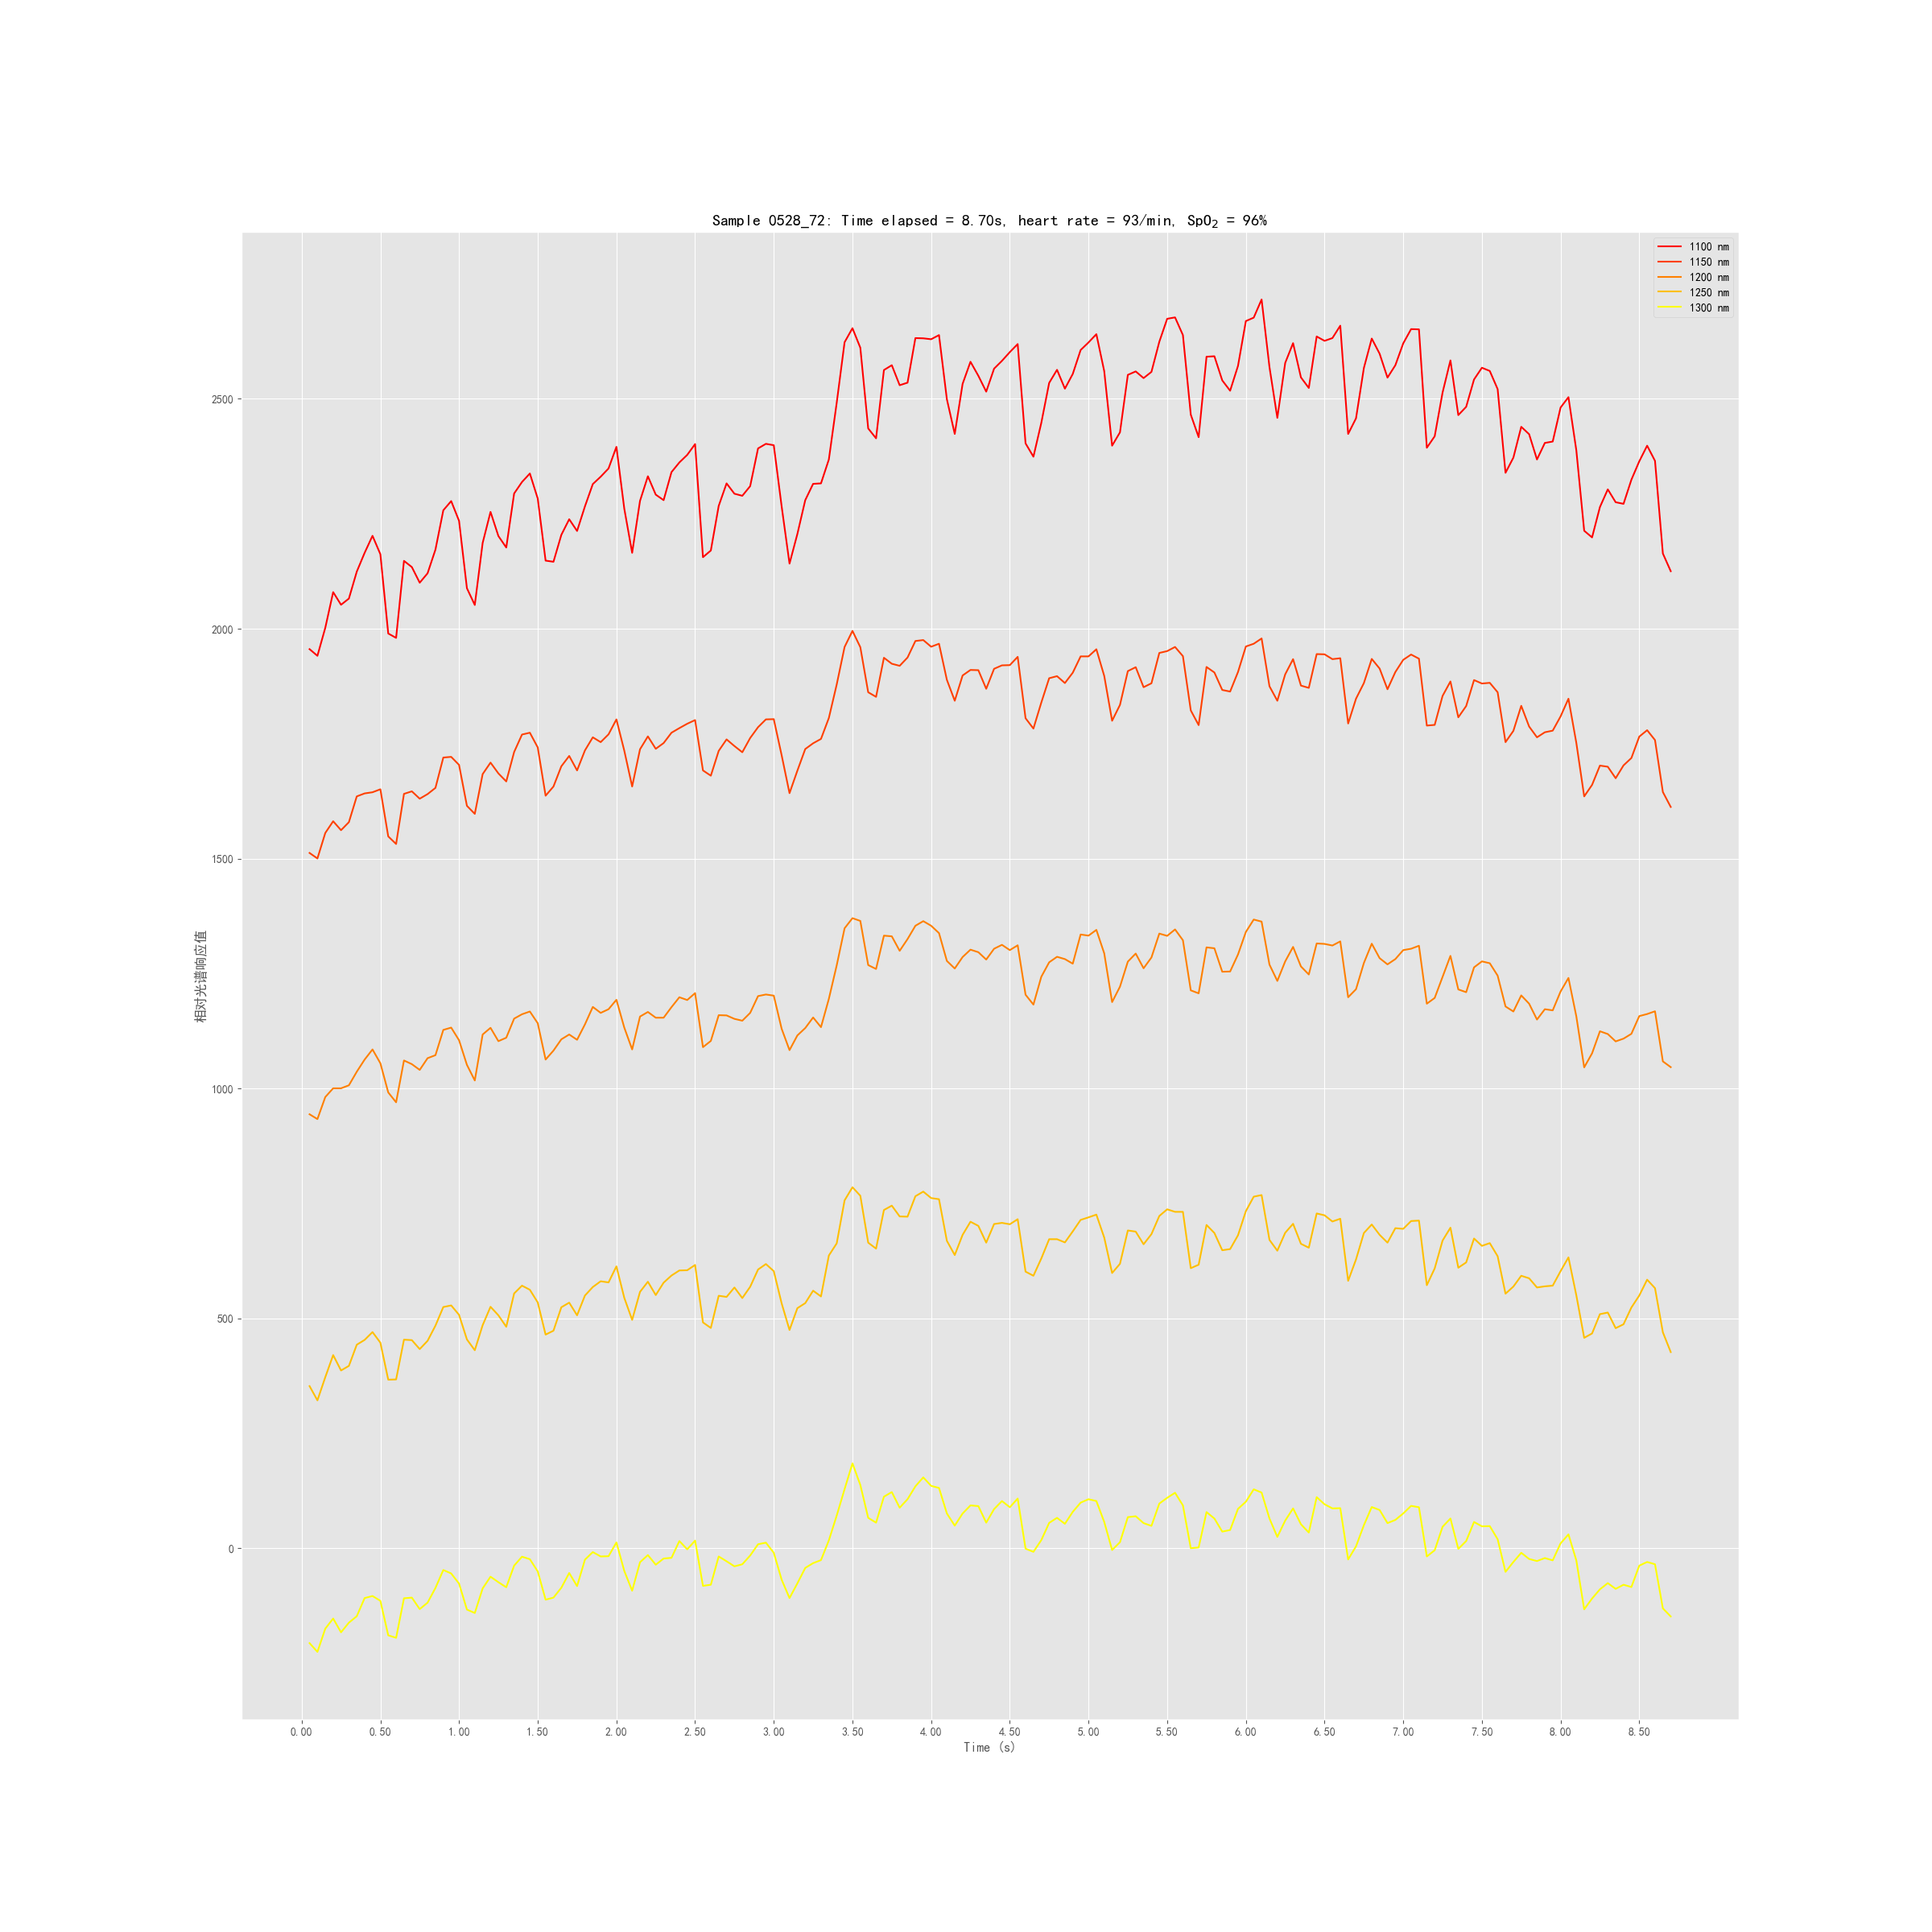 Sample 0528_72: Time elapsed = 8.70s, heart rate = 93/min, SpO₂ = 96%
1100 nm
1150 nm
1200 nm
1250 nm
1300 nm
2500
2000
1500
1000
500
0
相对光谱响应值
0.00 0.50 1.00 1.50 2.00 2.50 3.00 3.50 4.00 4.50 5.00 5.50 6.00 6.50 7.00 7.50 8.00 8.50
Time (s)